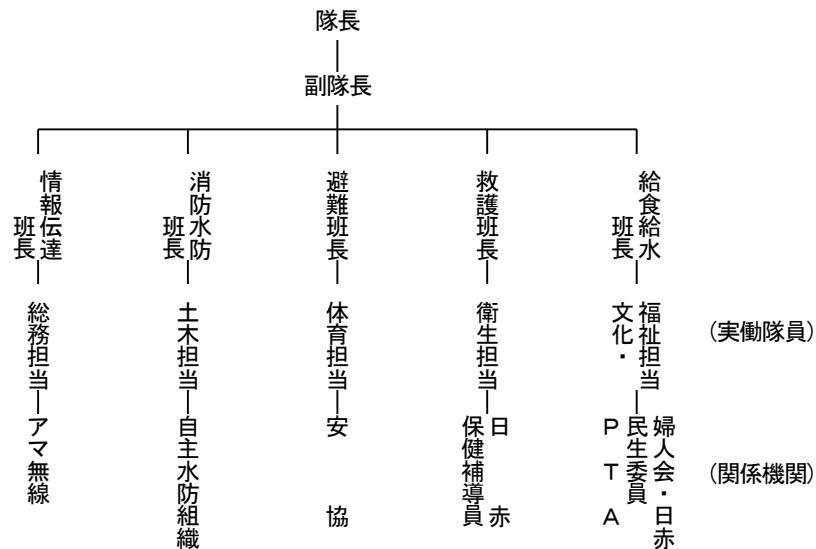 隊長
副隊長
情報伝達
班長
消防水防
班長
避難班長
救護班長
給食給水
班長
総務担当
土木担当
体育担当
衛生担当
文化・
福祉担当
（実働隊員）
アマ無線
自主水防組織
安協
日赤
保健補導員
婦人会・日赤
民生委員
ＰＴＡ
（関係機関）